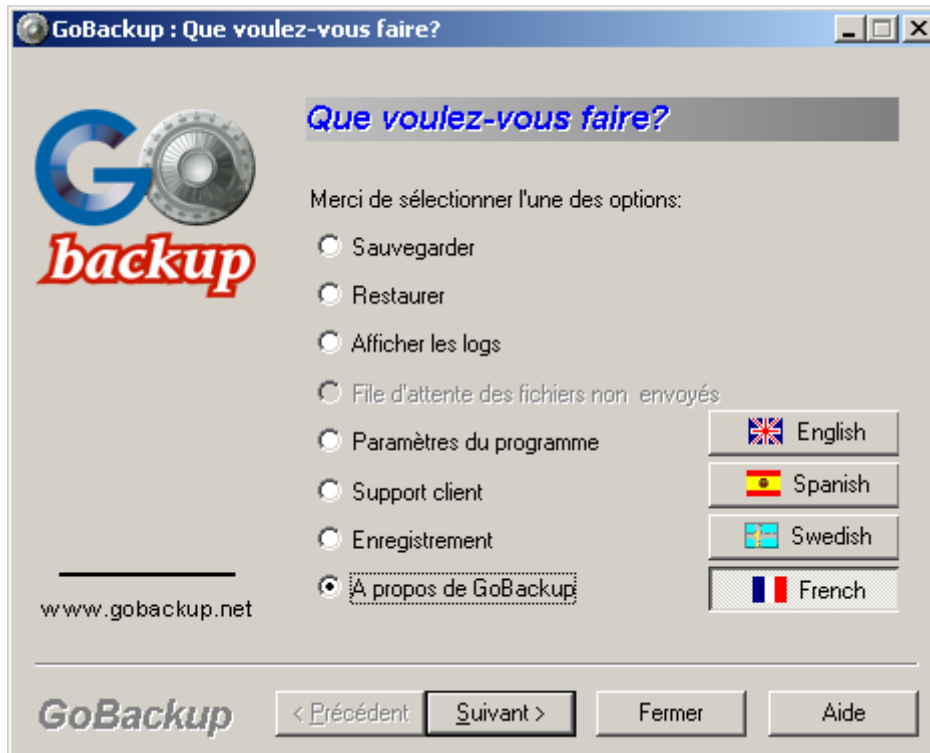 GoBackup : Que voulez-vous faire?
GO
backup
Que voulez-vous faire?
Merci de sélectionner l'une des options:
Sauvegarder
Restaurer
Afficher les logs
File d'attente des fichiers non  envoyés
Paramètres du programme
Support client
Enregistrement
A propos de GoBackup
English
Spanish
Swedish
French
www.gobackup.net
GoBackup
< Précédent
Suivant >
Fermer
Aide